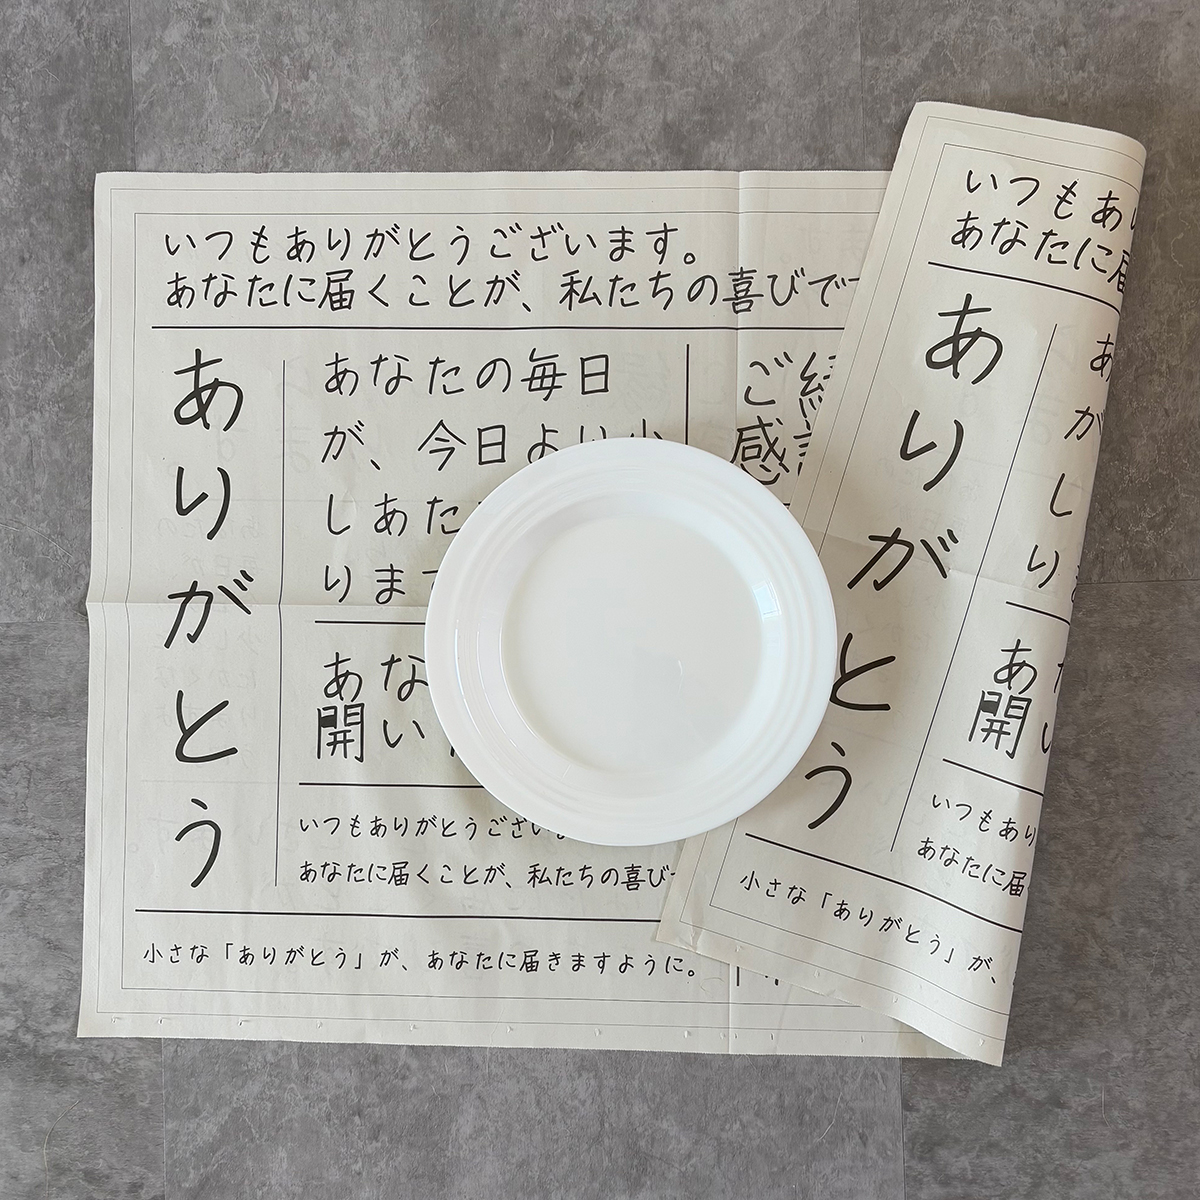 いつもありがとうございます。
あなたに届くことが、私たちの喜びで
ありがとう
あなたの毎日
が、今日より少
しあた
りま
あな
開い
いつもありがとうござい
あなたに届くことが、私たちの喜び
小さな「ありがとう」が、あなたに届きますように。
ご縁
感
いつもあり
あなたに届
ありがとう
あ
が
し
り
あ
開い
いつもあり
あなたに届
小さな「ありがとう」が、